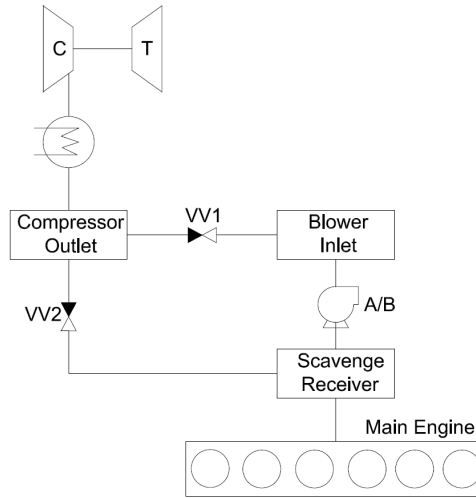 C
T
Compressor
Outlet
VV1
Blower
Inlet
VV2
A/B
Scavenge
Receiver
Main Engine